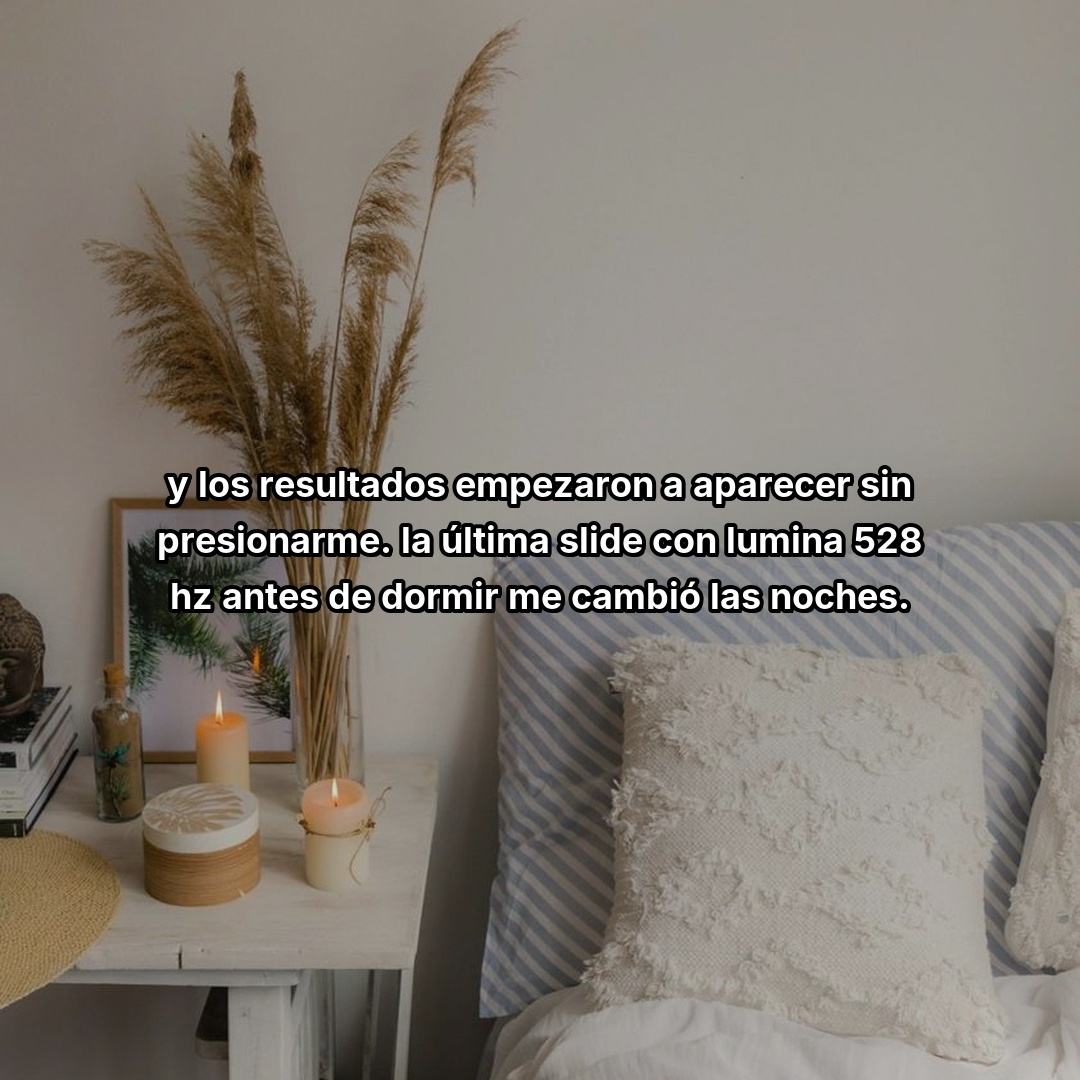 y los resultados empezaron a aparecer sin
presionarme. la última slide con lumina 528
hz antes de dormir me cambió las noches.